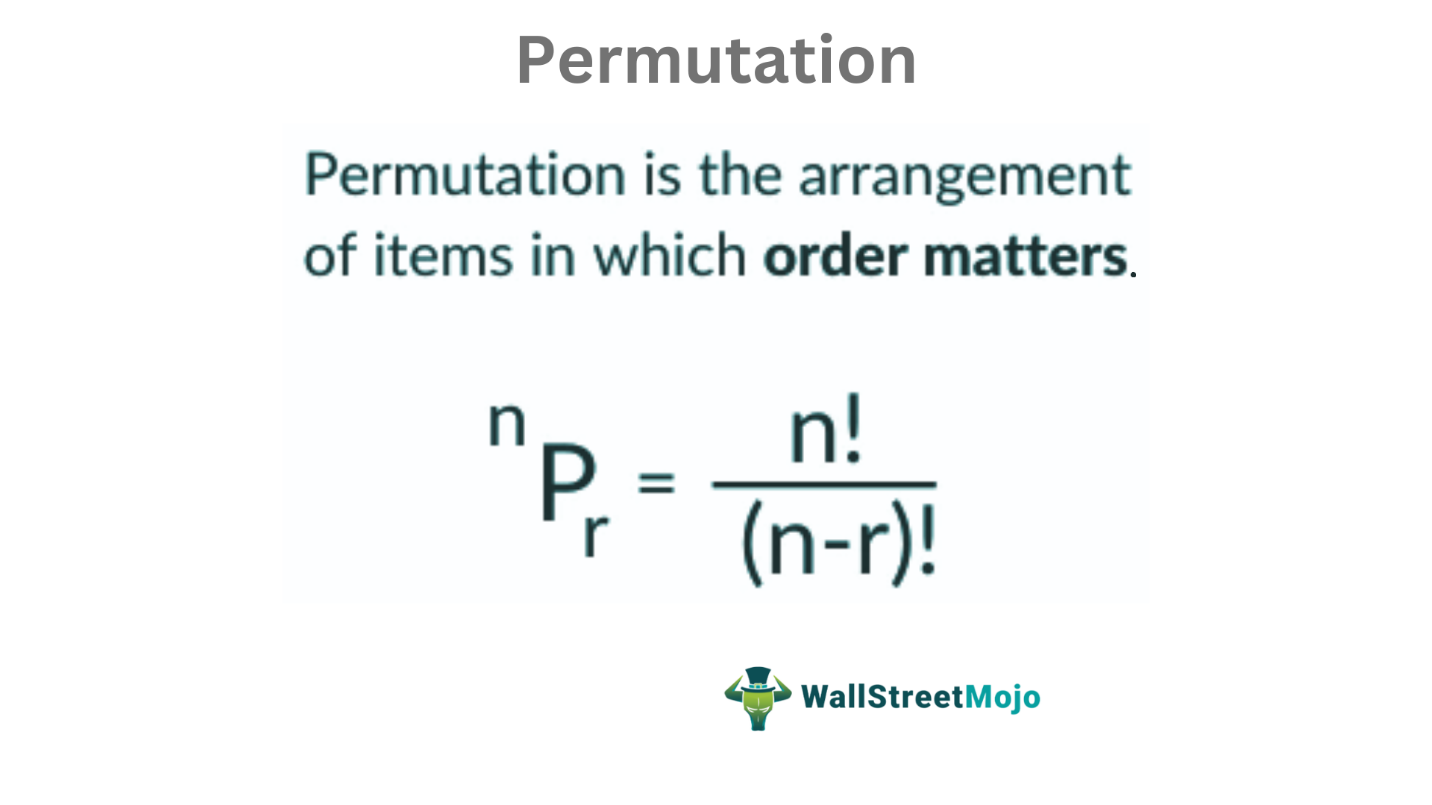 Permutation
Permutation is the arrangement
of items in which order matters.
ⁿPᵣ = n!/(n-r)!
WallStreetMojo